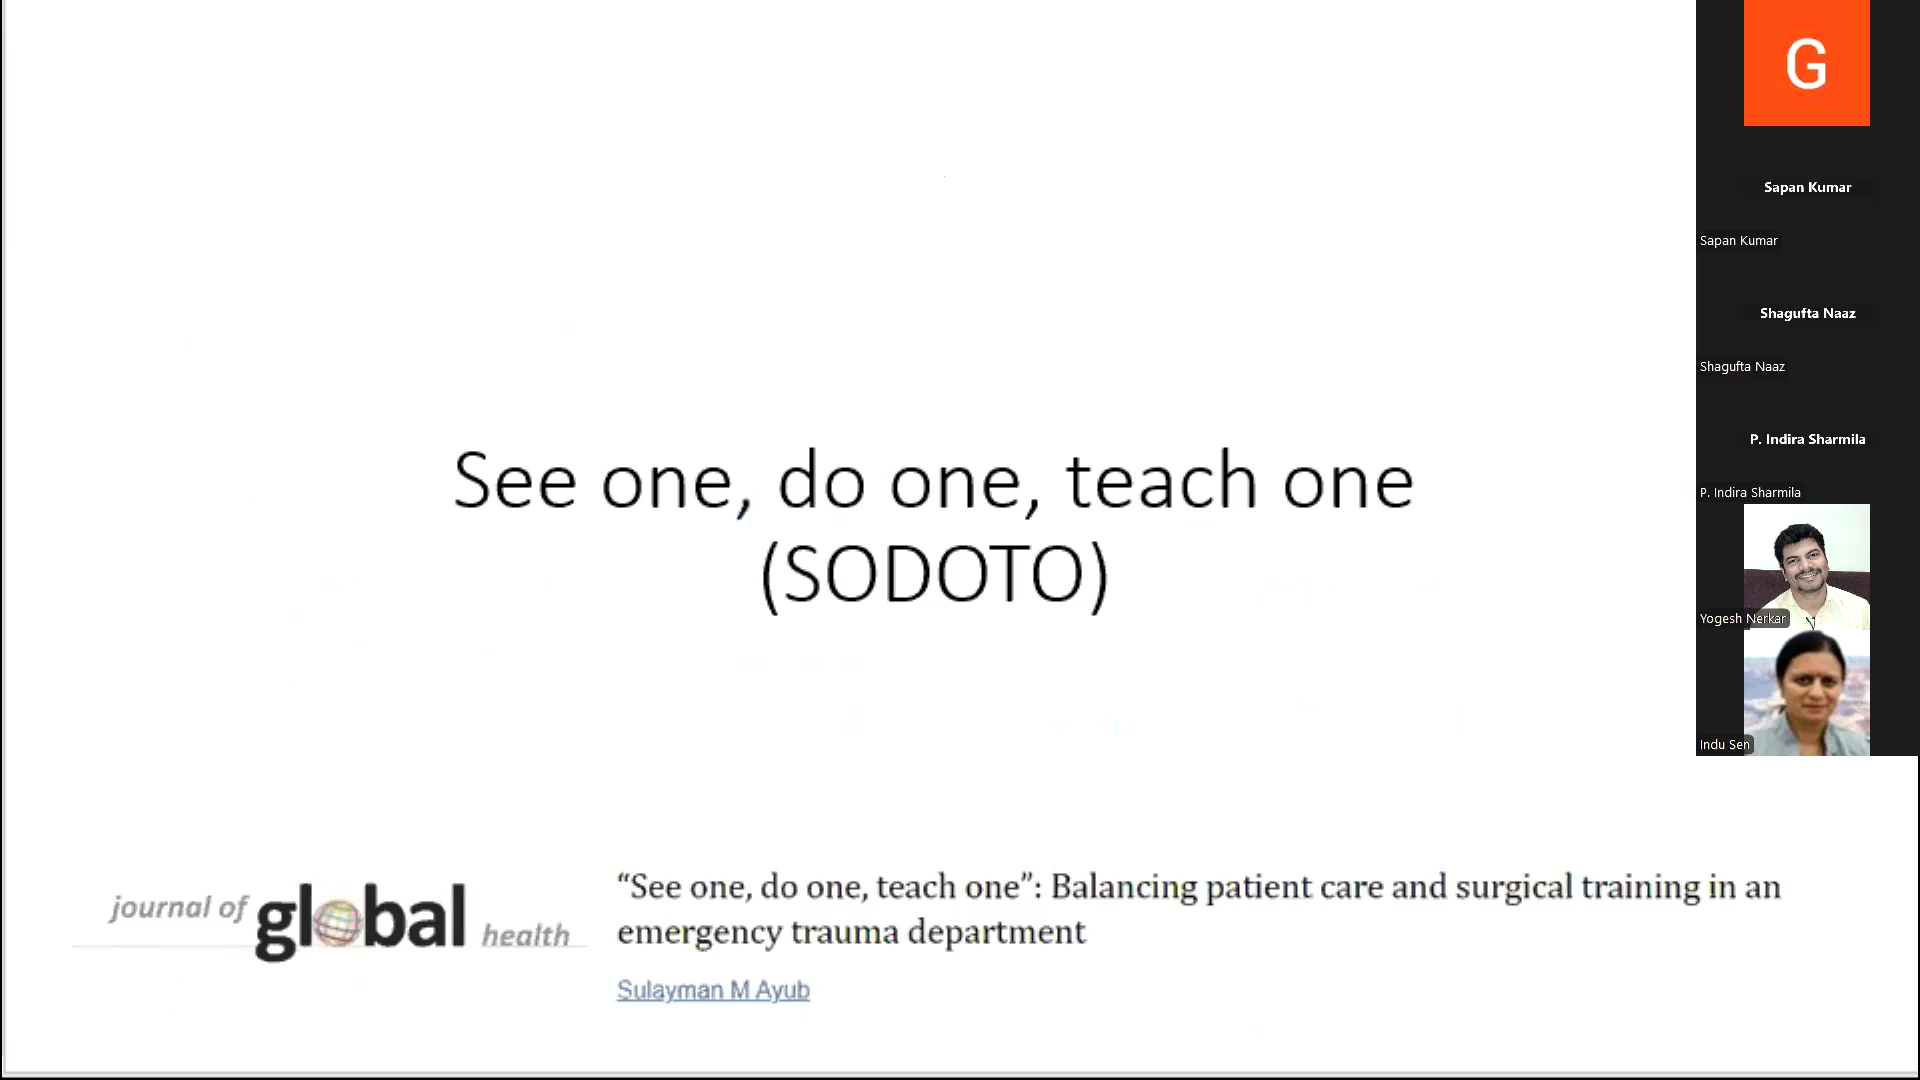 See one, do one, teach one
(SODOTO)
journal of global health
“See one, do one, teach one”: Balancing patient care and surgical training in an
emergency trauma department
Sulayman M Ayub
G
Sapan Kumar
Sapan Kumar
Shagufta Naaz
Shagufta Naaz
P. Indira Sharmila
P. Indira Sharmila
Yogesh Nerkar
Indu Sen